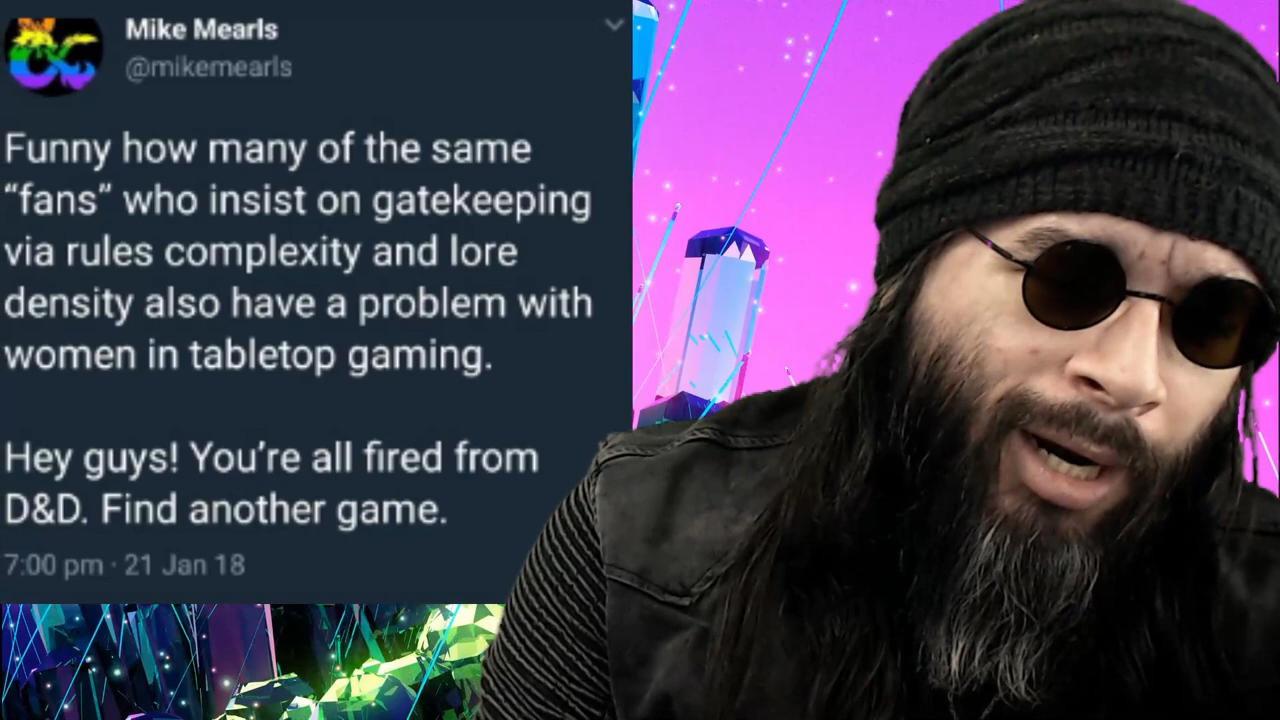 Mike Mearls
@mikemearls
Funny how many of the same
“fans” who insist on gatekeeping
via rules complexity and lore
density also have a problem with
women in tabletop gaming.
Hey guys! You’re all fired from
D&D. Find another game.
7:00 pm · 21 Jan 18